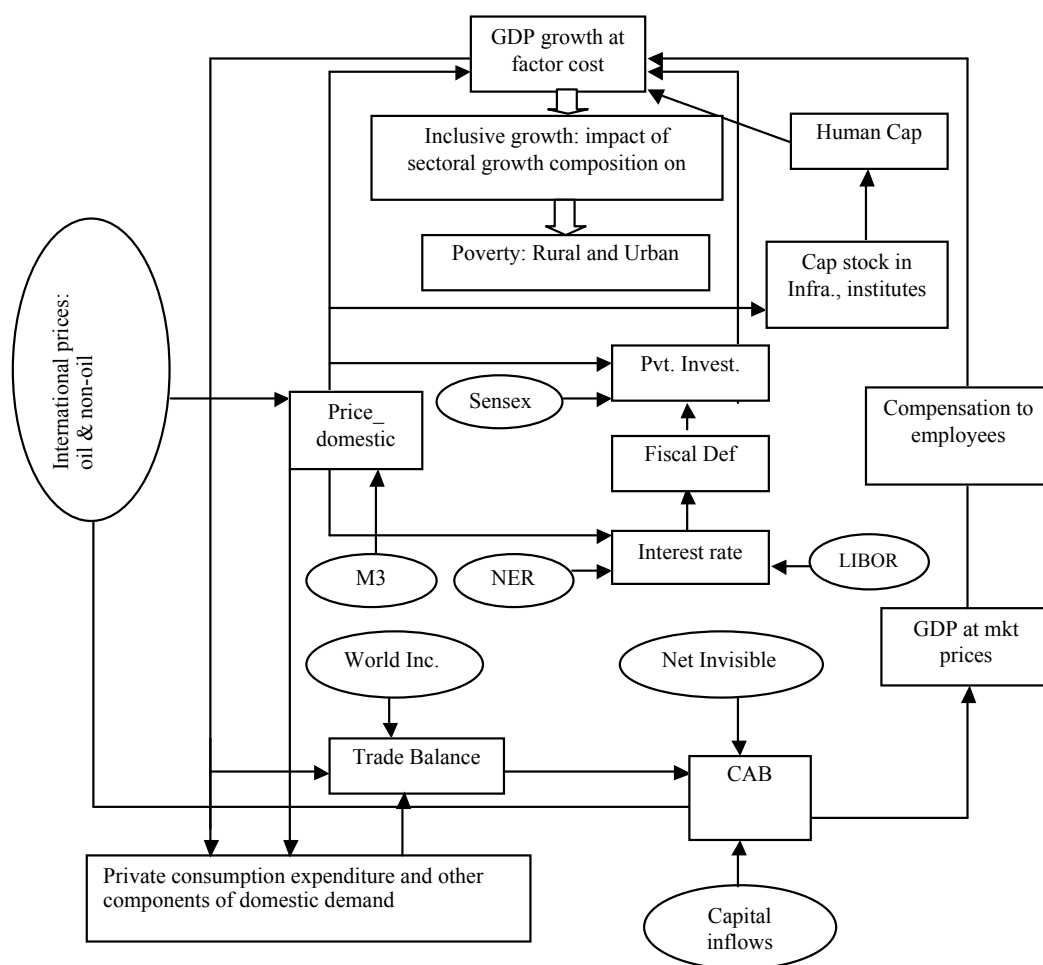 GDP growth at
factor cost
Inclusive growth: impact of
sectoral growth composition on
Human Cap
Poverty: Rural and Urban
Cap stock in
Infra., institutes
International prices:
oil & non-oil
Pvt. Invest.
Sensex
Price_
domestic
Compensation to
employees
Fiscal Def
Interest rate
LIBOR
M3
NER
GDP at mkt
prices
World Inc.
Net Invisible
Trade Balance
CAB
Private consumption expenditure and other
components of domestic demand
Capital
inflows